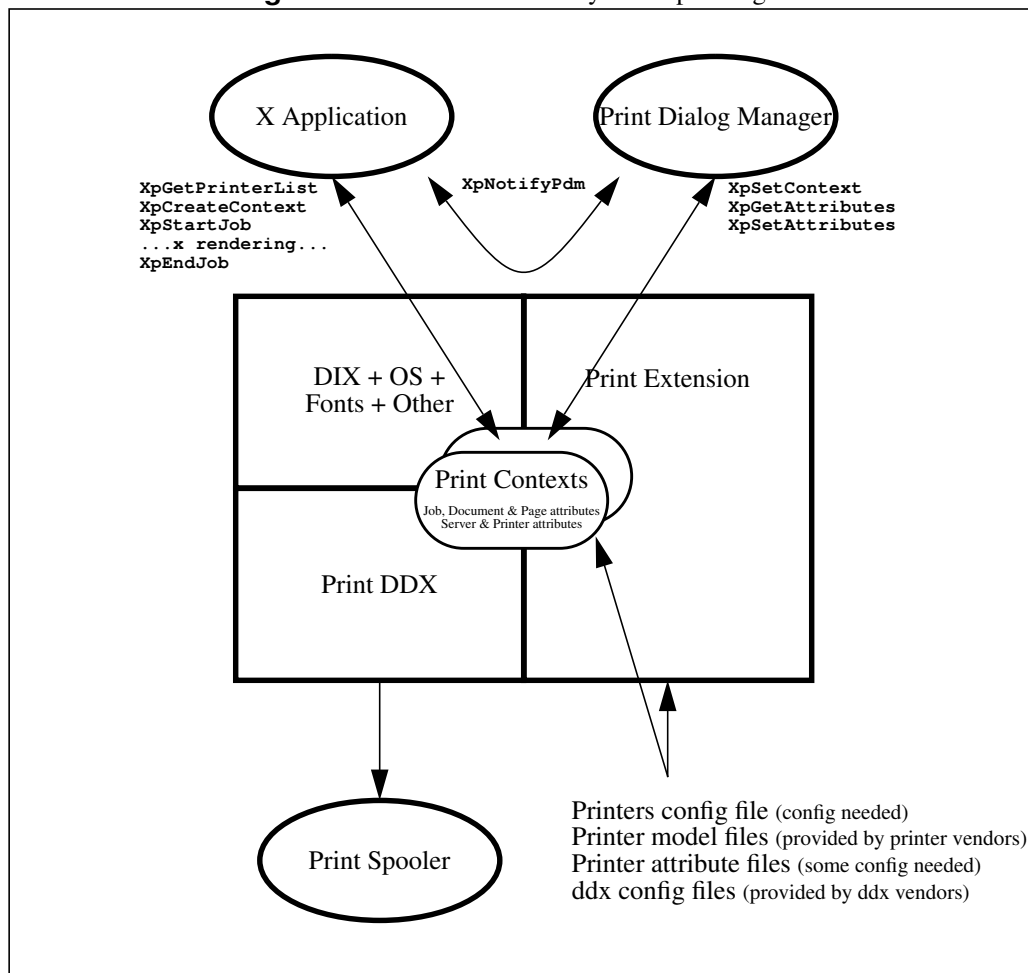 X Application
Print Dialog Manager
XpGetPrinterList
XpCreateContext
XpStartJob
...x rendering...
XpEndJob
XpNotifyPdm
XpSetContext
XpGetAttributes
XpSetAttributes
DIX + OS +
Fonts + Other
Print Extension
Print Contexts
Job, Document & Page attributes
Server & Printer attributes
Print DDX
Print Spooler
Printers config file (config needed)
Printer model files (provided by printer vendors)
Printer attribute files (some config needed)
ddx config files (provided by ddx vendors)